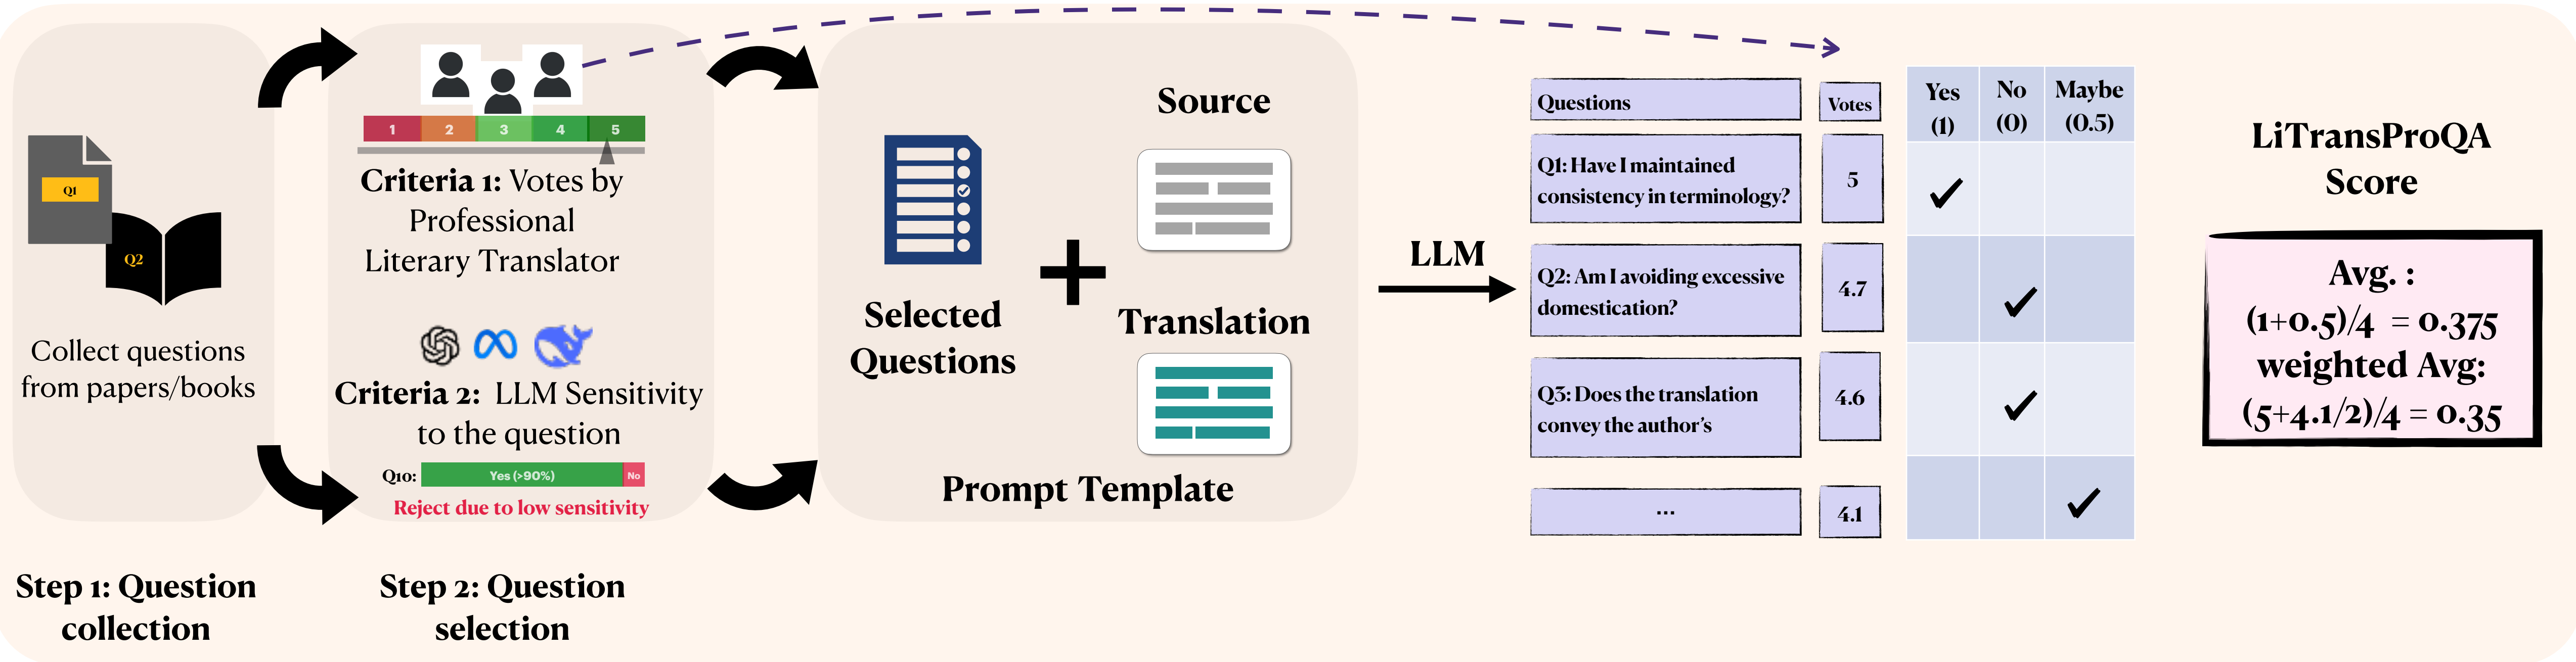 Q1
Q2
Collect questions
from papers/books
Step 1: Question
collection
1 2 3 4 5
Criteria 1: Votes by
Professional
Literary Translator
Criteria 2: LLM Sensitivity
to the question
Q10: Yes (>90%) No
Reject due to low sensitivity
Step 2: Question
selection
Selected
Questions
Source
Translation
Prompt Template
LLM
Questions Votes Yes (1) No (0) Maybe (0.5)
Q1: Have I maintained
consistency in terminology?
5
Q2: Am I avoiding excessive
domestication?
4.7
Q3: Does the translation
convey the author's
4.6
...
4.1
LiTransProQA
Score
Avg. :
(1+0.5)/4 = 0.375
weighted Avg:
(5+4.1/2)/4 = 0.35